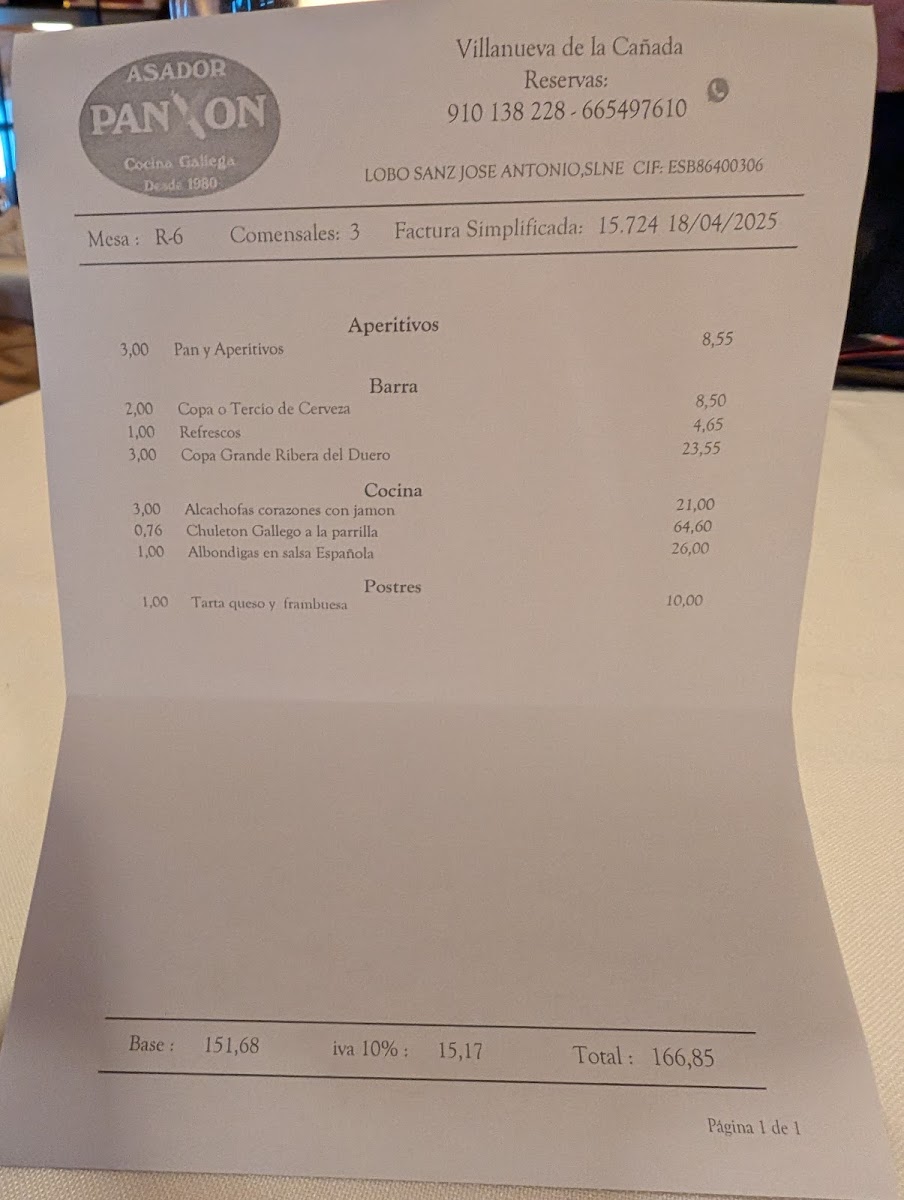 ASADOR
PANXON
Cocina Gallega
Desde 1980
Villanueva de la Cañada
Reservas:
910 138 228 - 665497610
LOBO SANZ JOSE ANTONIO,SLNE CIF: ESB86400306
Mesa : R-6 Comensales: 3 Factura Simplificada: 15.724 18/04/2025
Aperitivos
3,00 Pan y Aperitivos 8,55
Barra
2,00 Copa o Tercio de Cerveza 8,50
1,00 Refrescos 4,65
3,00 Copa Grande Ribera del Duero 23,55
Cocina
3,00 Alcachofas corazones con jamon 21,00
0,76 Chuleton Gallego a la parrilla 64,60
1,00 Albondigas en salsa Española 26,00
Postres
1,00 Tarta queso y frambuesa 10,00
Base : 151,68 iva 10% : 15,17 Total : 166,85
Página 1 de 1